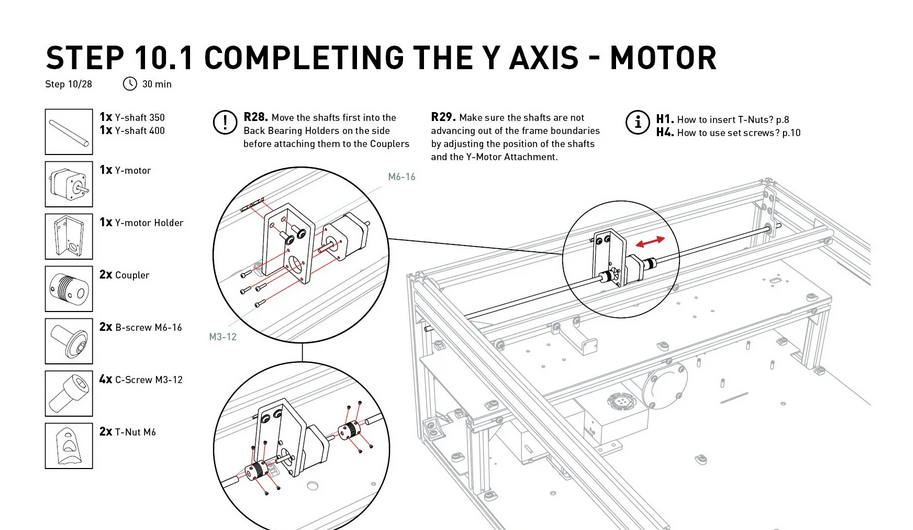 STEP 10.1 COMPLETING THE Y AXIS - MOTOR
Step 10/28
30 min
1x Y-shaft 350
1x Y-shaft 400
1x Y-motor
1x Y-motor Holder
2x Coupler
2x B-screw M6-16
4x C-Screw M3-12
2x T-Nut M6
R28. Move the shafts first into the
Back Bearing Holders on the side
before attaching them to the Couplers
R29. Make sure the shafts are not
advancing out of the frame boundaries
by adjusting the position of the shafts
and the Y-Motor Attachment.
H1. How to insert T-Nuts? p.8
H4. How to use set screws? p.10
M6-16
M3-12